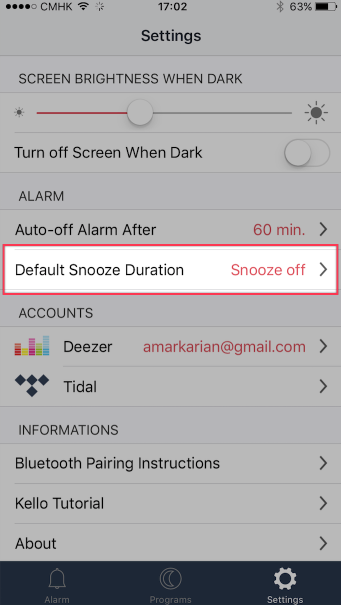 CMHK 17:02 63%
Settings
SCREEN BRIGHTNESS WHEN DARK
Turn off Screen When Dark
ALARM
Auto-off Alarm After 60 min.
Default Snooze Duration Snooze off
ACCOUNTS
Deezer amarkarian@gmail.com
Tidal
INFORMATIONS
Bluetooth Pairing Instructions
Kello Tutorial
About
Alarm Programs Settings